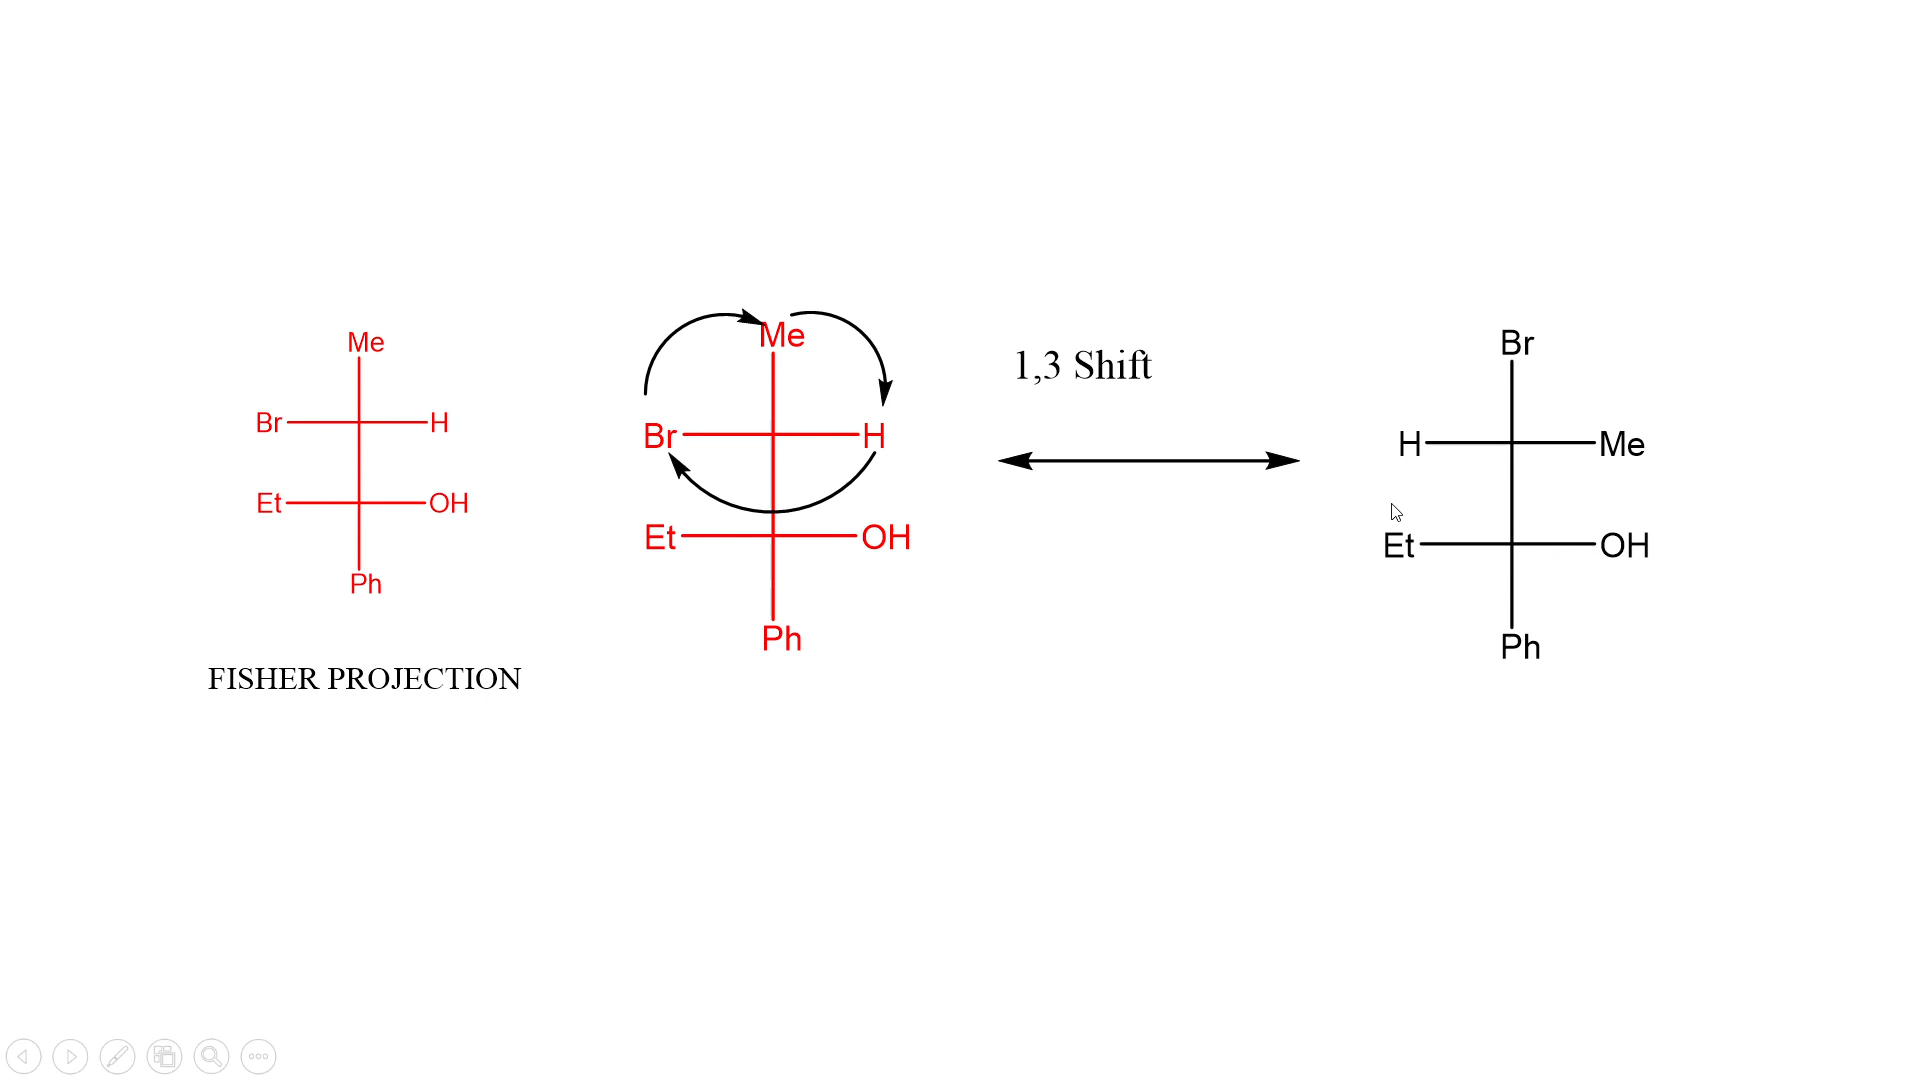 Me
Br H
Et OH
Ph
FISHER PROJECTION
Me
Br H
Et OH
Ph
1,3 Shift
Br
H Me
Et OH
Ph